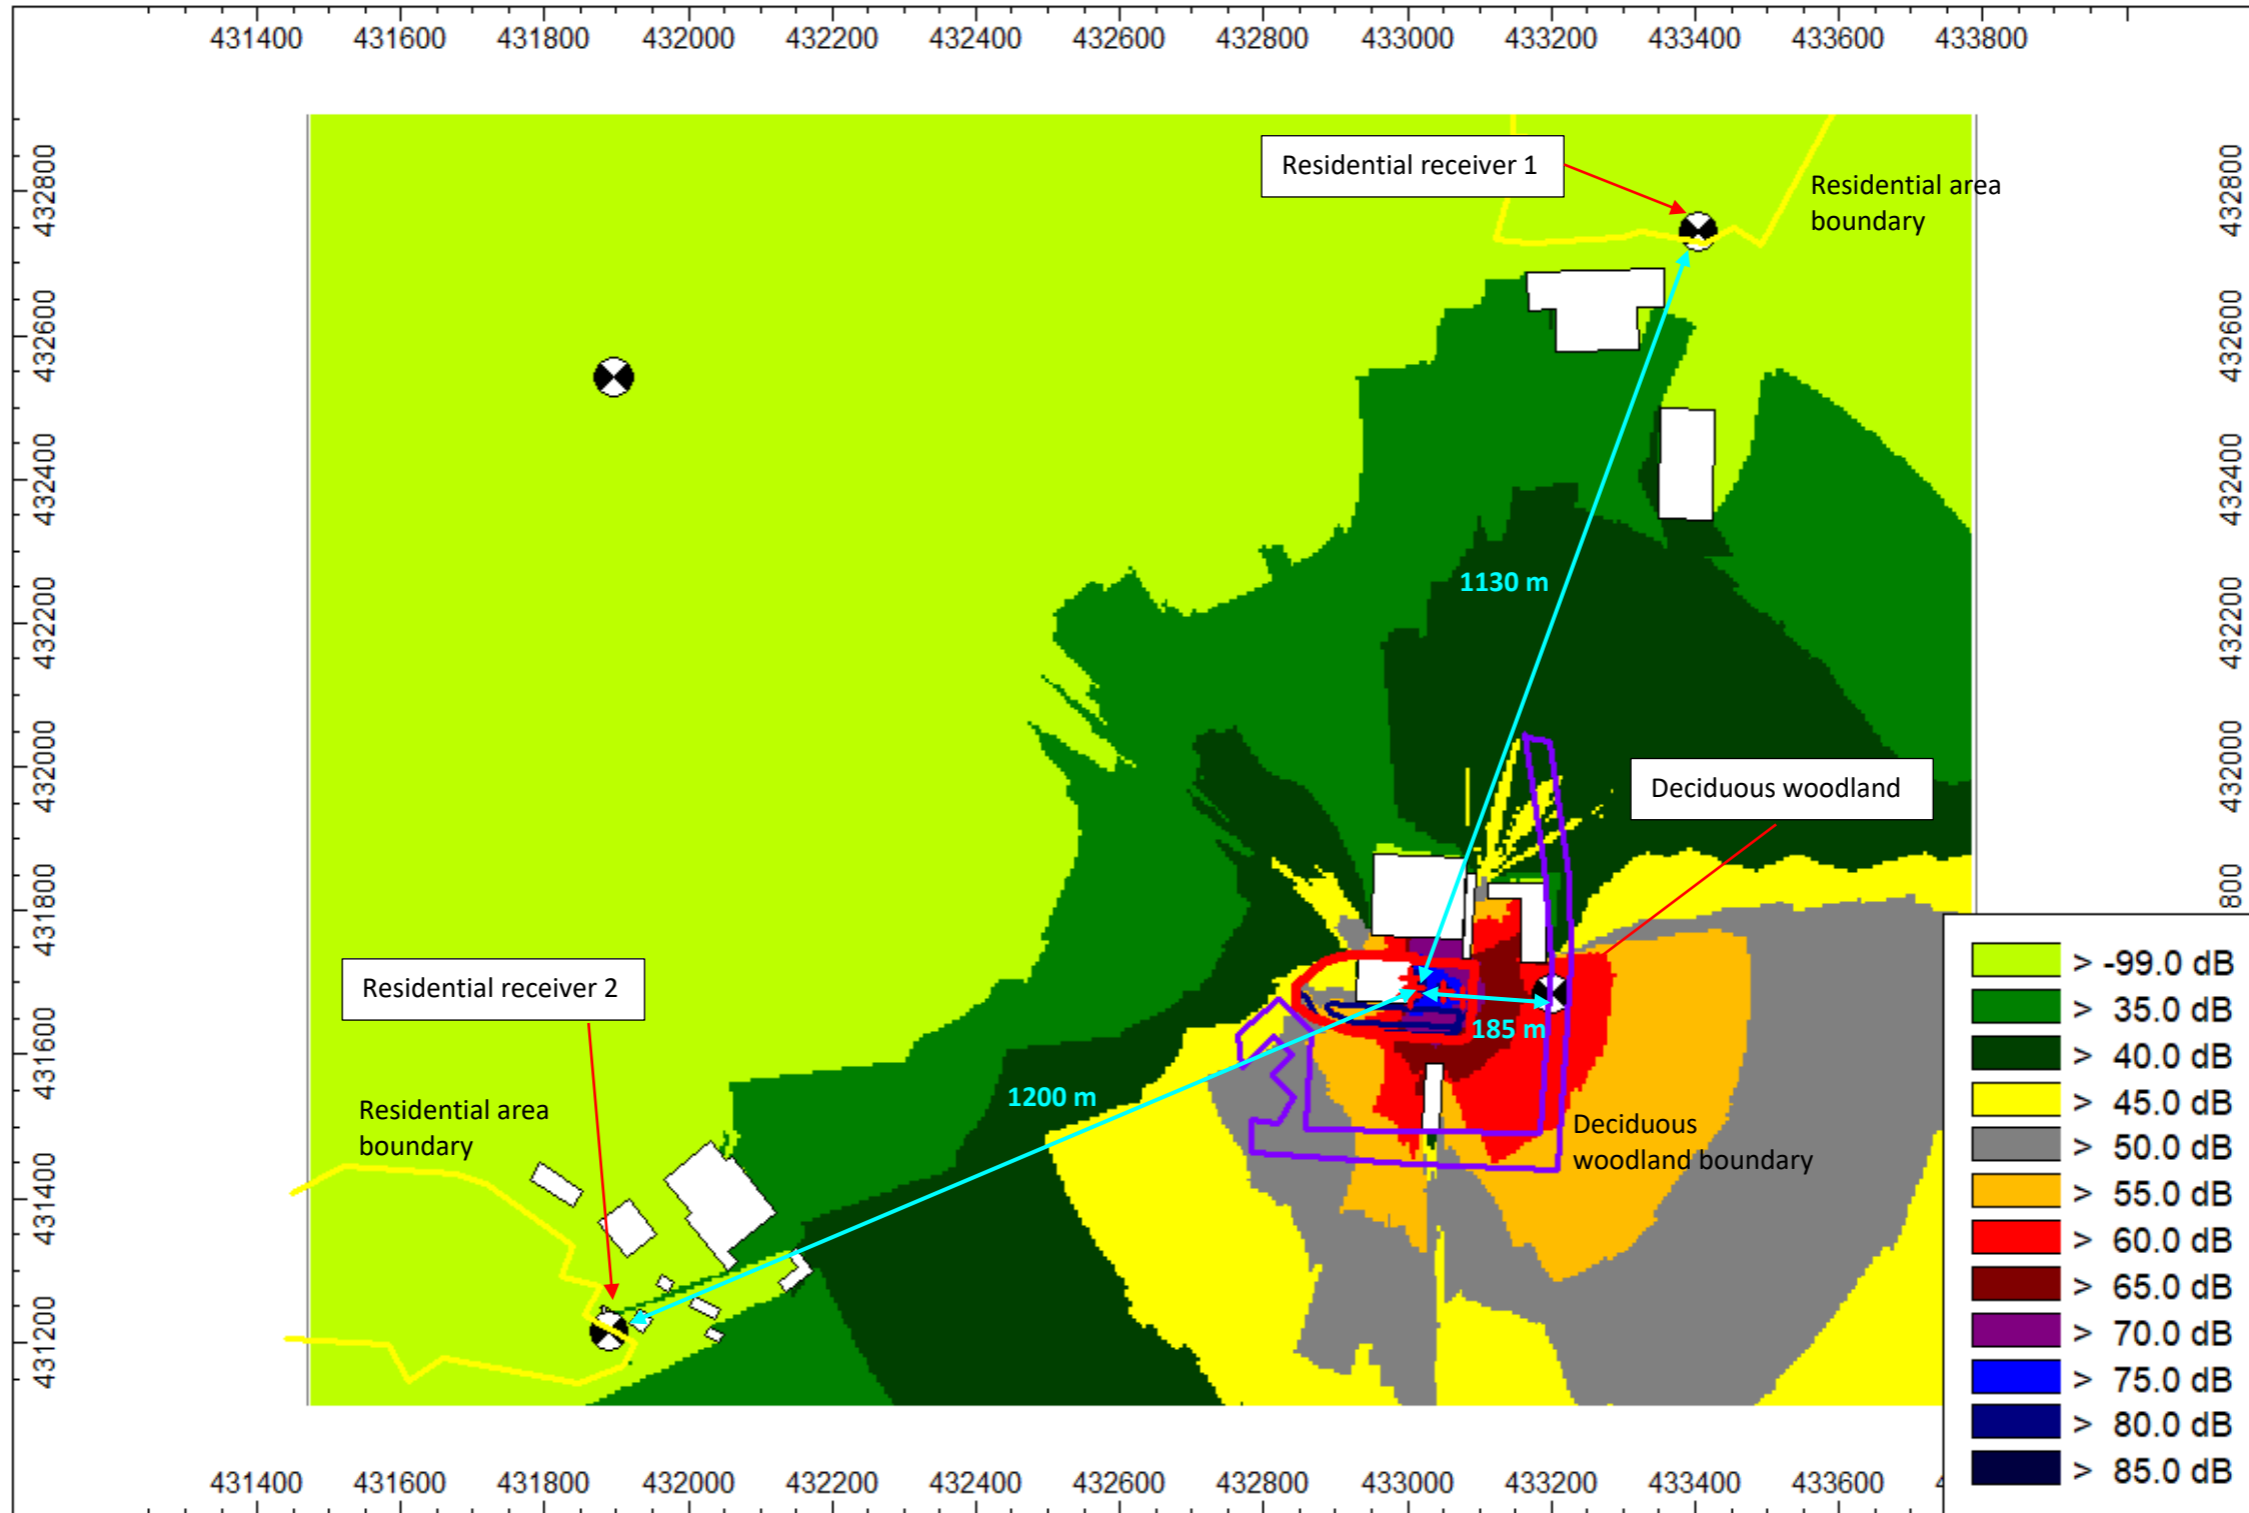 431400 431600 431800 432000 432200 432400 432600 432800 433000 433200 433400 433600 433800
432800
432600
432400
432200
432000
431800
431600
431400
431200
Residential receiver 1
Residential area
boundary
1130 m
Deciduous woodland
185 m
Residential receiver 2
1200 m
Residential area
boundary
Deciduous
woodland boundary
432800
432600
432400
432200
432000
800
> -99.0 dB
> 35.0 dB
> 40.0 dB
> 45.0 dB
> 50.0 dB
> 55.0 dB
> 60.0 dB
> 65.0 dB
> 70.0 dB
> 75.0 dB
> 80.0 dB
> 85.0 dB
431400 431600 431800 432000 432200 432400 432600 432800 433000 433200 433400 433600